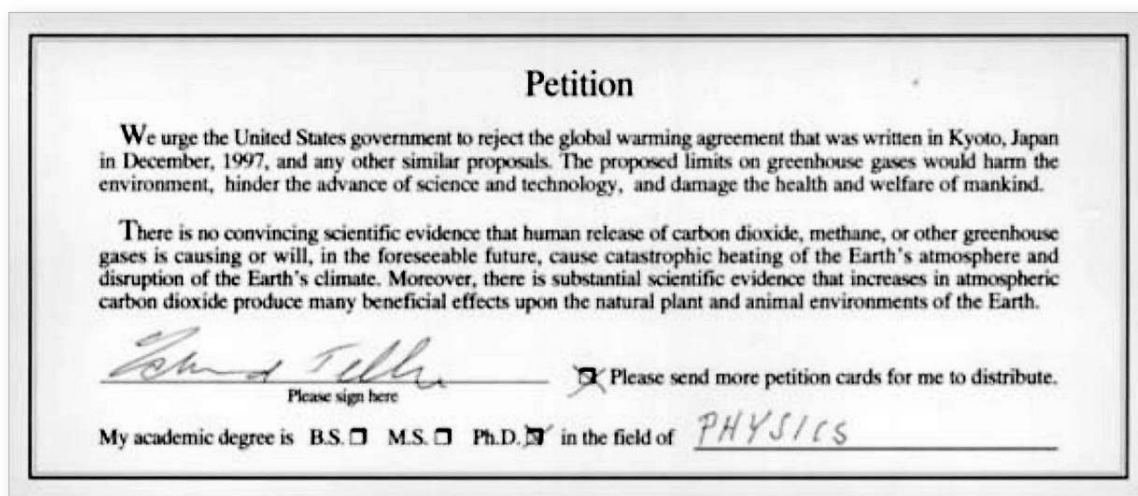 Petition
We urge the United States government to reject the global warming agreement that was written in Kyoto, Japan
in December, 1997, and any other similar proposals. The proposed limits on greenhouse gases would harm the
environment, hinder the advance of science and technology, and damage the health and welfare of mankind.
There is no convincing scientific evidence that human release of carbon dioxide, methane, or other greenhouse
gases is causing or will, in the foreseeable future, cause catastrophic heating of the Earth's atmosphere and
disruption of the Earth's climate. Moreover, there is substantial scientific evidence that increases in atmospheric
carbon dioxide produce many beneficial effects upon the natural plant and animal environments of the Earth.
Edward Teller
Please send more petition cards for me to distribute.
Please sign here
My academic degree is B.S. M.S. Ph.D. in the field of PHYSICS